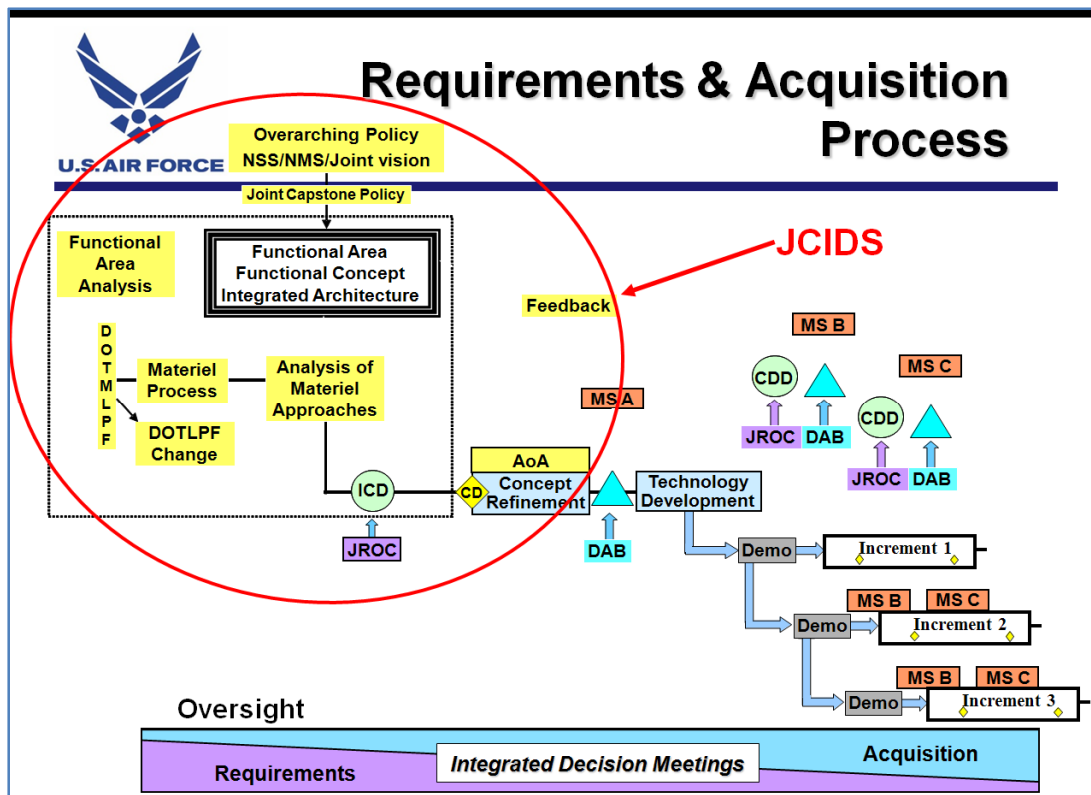 Requirements & Acquisition
Process
U.S. AIR FORCE
Overarching Policy
NSS/NMS/Joint vision
Joint Capstone Policy
Functional
Area
Analysis
Functional Area
Functional Concept
Integrated Architecture
JCIDS
Feedback
D
O
T
M
L
P
F
Materiel
Process
Analysis of
Materiel
Approaches
DOTLPF
Change
MS A
MS B
MS C
CDD
CDD
JROC
DAB
JROC
DAB
ICD
JROC
CD
AoA
Concept
Refinement
DAB
Technology
Development
Demo
Increment 1
MS B
MS C
Demo
Increment 2
MS B
MS C
Demo
Increment 3
Oversight
Requirements
Integrated Decision Meetings
Acquisition